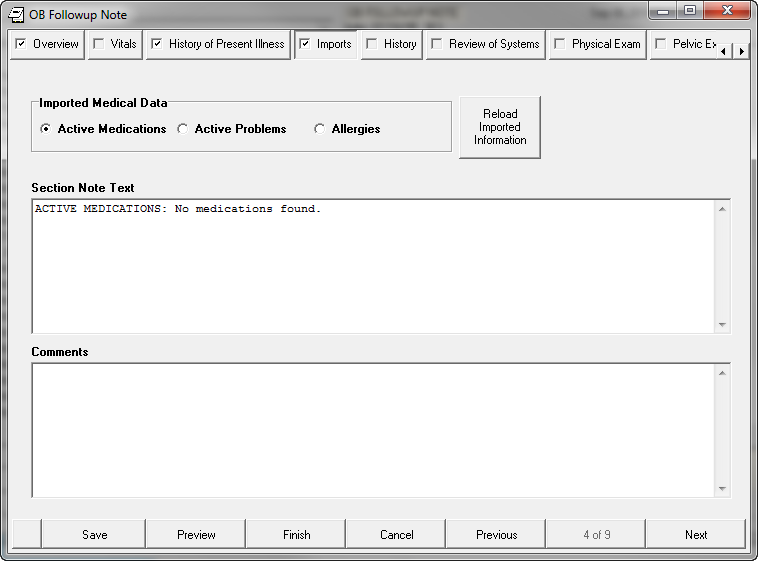 OB Followup Note
Overview Vitals History of Present Illness Imports History Review of Systems Physical Exam Pelvic Ex
Imported Medical Data
Active Medications Active Problems Allergies
Reload
Imported
Information
Section Note Text
ACTIVE MEDICATIONS: No medications found.
Comments
Save Preview Finish Cancel Previous 4 of 9 Next